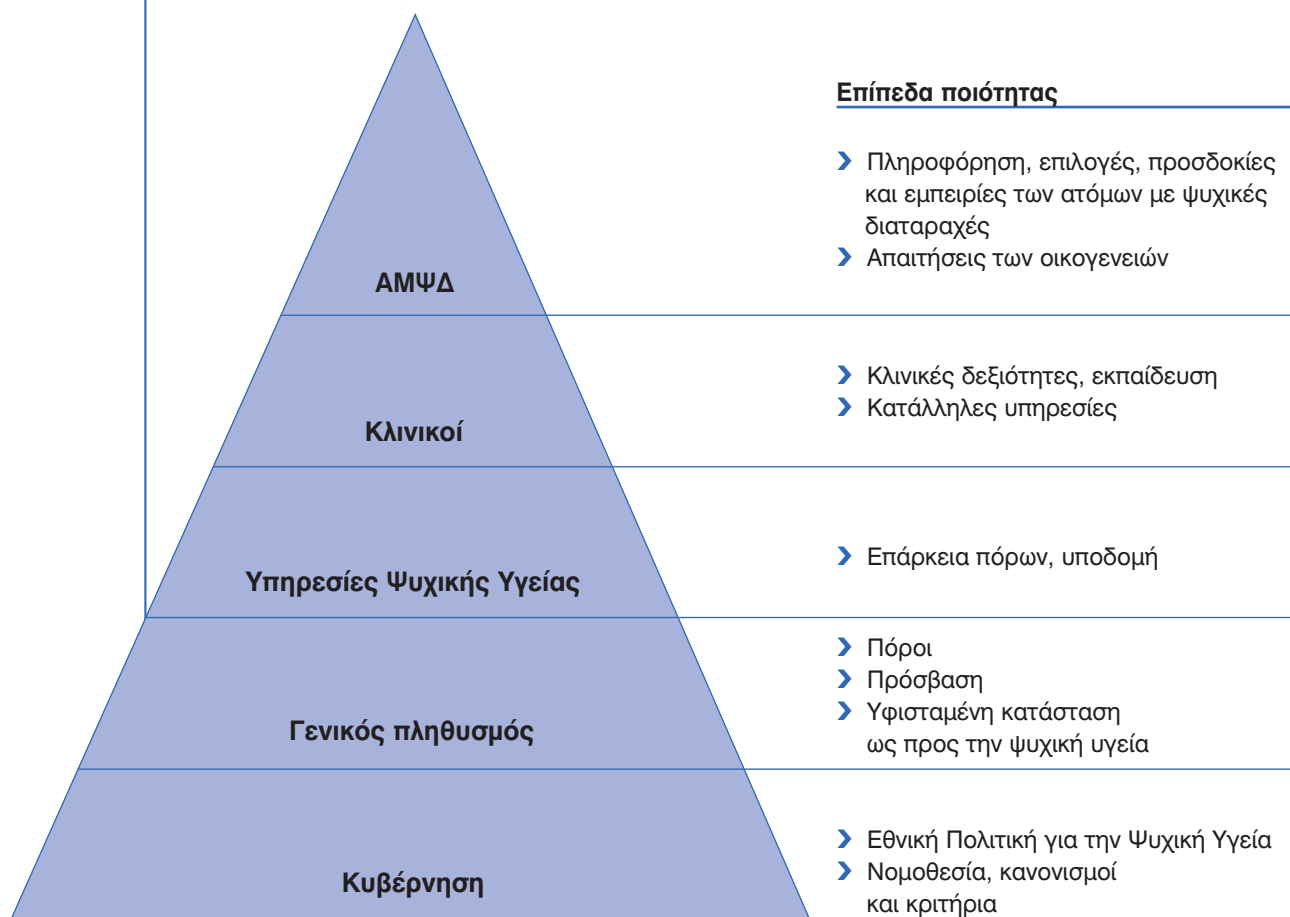 Επίπεδα ποιότητας
❯ Πληροφόρηση, επιλογές, προσδοκίες
και εμπειρίες των ατόμων με ψυχικές
διαταραχές
❯ Απαιτήσεις των οικογενειών
ΑΜΨΔ
❯ Κλινικές δεξιότητες, εκπαίδευση
❯ Κατάλληλες υπηρεσίες
Κλινικοί
❯ Επάρκεια πόρων, υποδομή
Υπηρεσίες Ψυχικής Υγείας
❯ Πόροι
❯ Πρόσβαση
❯ Υφισταμένη κατάσταση
ως προς την ψυχική υγεία
Γενικός πληθυσμός
❯ Εθνική Πολιτική για την Ψυχική Υγεία
❯ Νομοθεσία, κανονισμοί
και κριτήρια
Κυβέρνηση